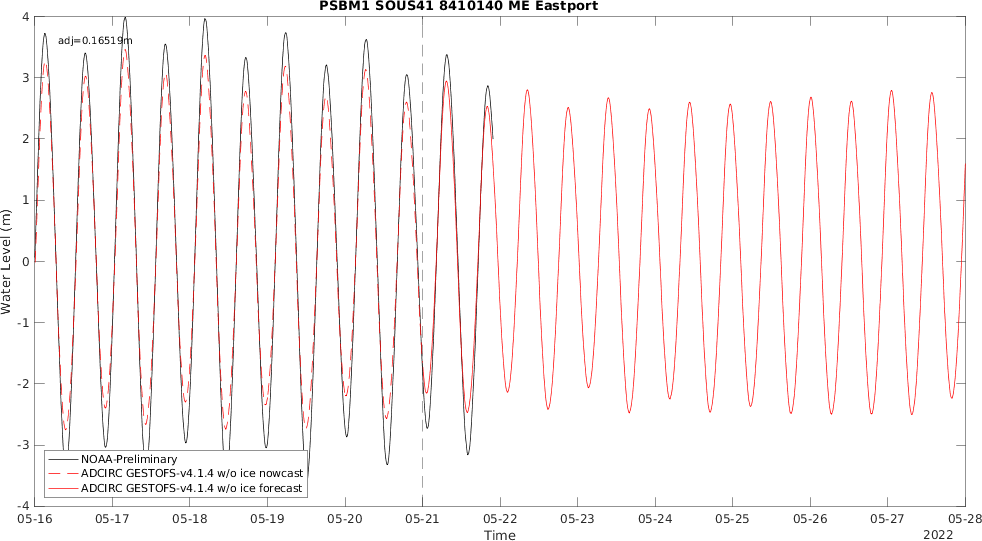 PSBM1 SOUS41 8410140 ME Eastport
adj=0.16519m
4
3
2
1
0
-1
-2
-3
-4
Water Level (m)
NOAA-Preliminary
ADCIRC GESTOFS-v4.1.4 w/o ice nowcast
ADCIRC GESTOFS-v4.1.4 w/o ice forecast
05-16 05-17 05-18 05-19 05-20 05-21 05-22 05-23 05-24 05-25 05-26 05-27 05-28
Time
2022